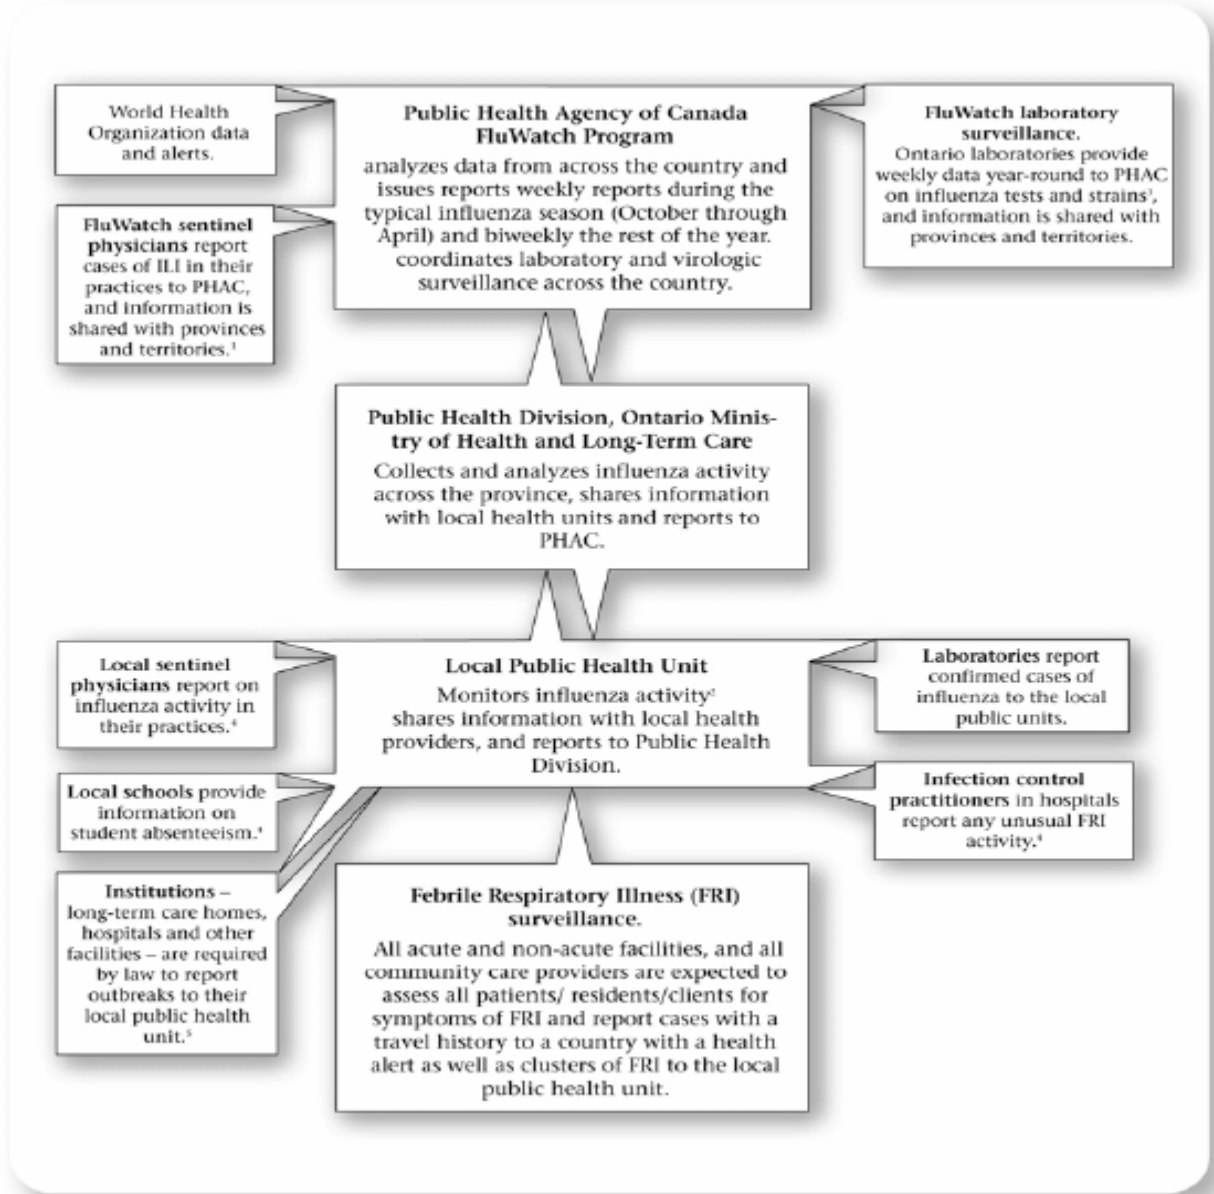 World Health
Organization data
and alerts.
Public Health Agency of Canada
FluWatch Program
analyzes data from across the country and
issues reports weekly reports during the
typical influenza season (October through
April) and biweekly the rest of the year.
coordinates laboratory and virologic
surveillance across the country.
FluWatch laboratory
surveillance.
Ontario laboratories provide
weekly data year-round to PHAC
on influenza tests and strains³,
and information is shared with
provinces and territories.
FluWatch sentinel
physicians report
cases of ILI in their
practices to PHAC,
and information is
shared with provinces
and territories.¹
Public Health Division, Ontario Minis-
try of Health and Long-Term Care
Collects and analyzes influenza activity
across the province, shares information
with local health units and reports to
PHAC.
Local sentinel
physicians report on
influenza activity in
their practices.⁴
Local Public Health Unit
Monitors influenza activity²
shares information with local health
providers, and reports to Public Health
Division.
Laboratories report
confirmed cases of
influenza to the local
public units.
Local schools provide
information on
student absenteeism.⁴
Infection control
practitioners in hospitals
report any unusual FRI
activity.⁴
Institutions –
long-term care homes,
hospitals and other
facilities – are required
by law to report
outbreaks to their
local public health
unit.⁵
Febrile Respiratory Illness (FRI)
surveillance.
All acute and non-acute facilities, and all
community care providers are expected to
assess all patients/ residents/clients for
symptoms of FRI and report cases with a
travel history to a country with a health
alert as well as clusters of FRI to the local
public health unit.